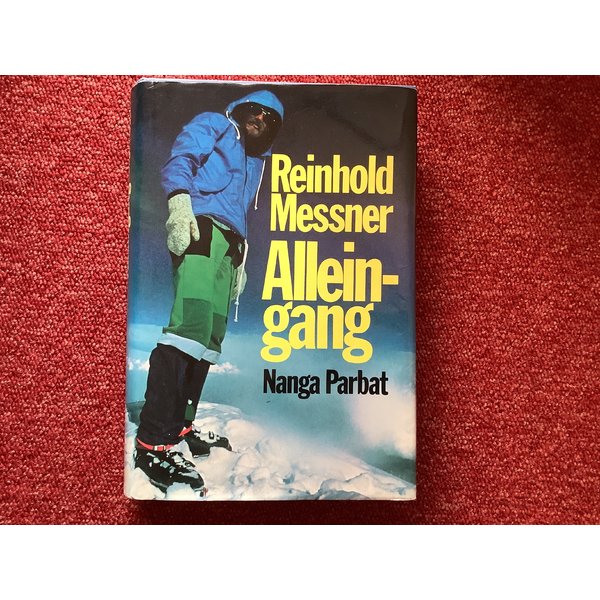 Reinhold
Messner
Allein-
gang
Nanga Parbat